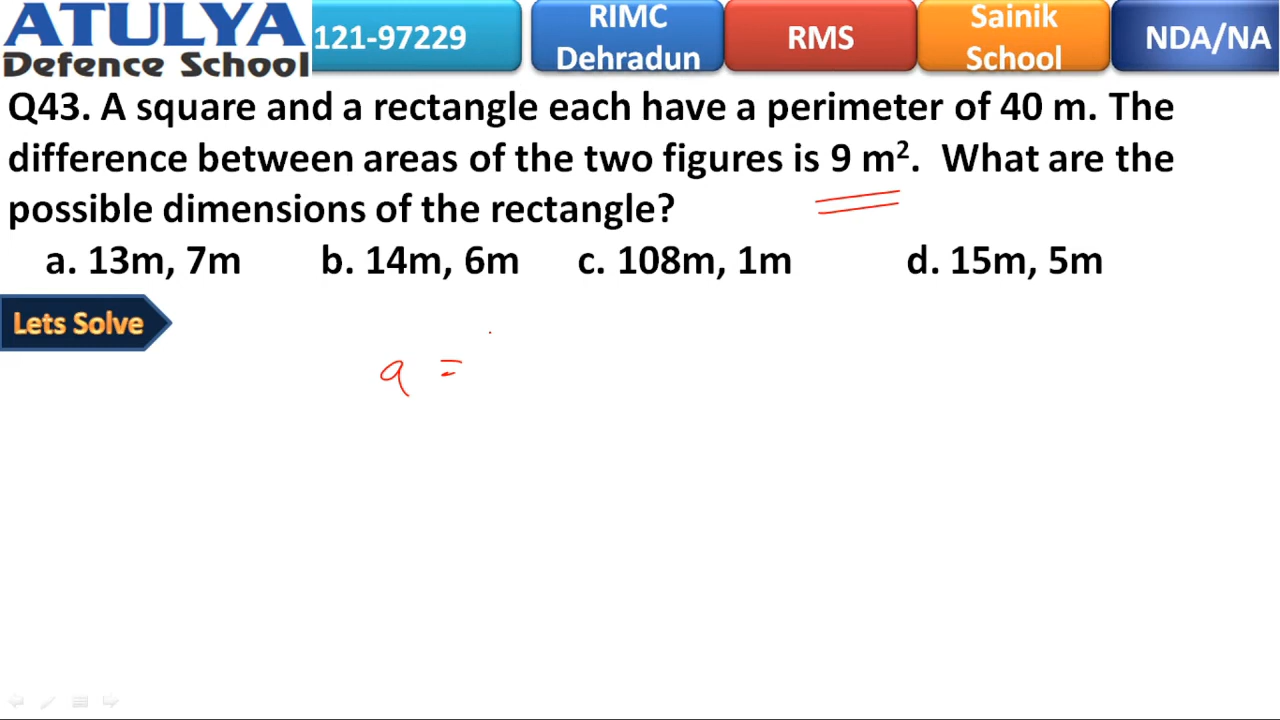 ATULYA
Defence School
121-97229
RIMC
Dehradun
RMS
Sainik
School
NDA/NA
Q43. A square and a rectangle each have a perimeter of 40 m. The
difference between areas of the two figures is 9 m². What are the
possible dimensions of the rectangle?
a. 13m, 7m b. 14m, 6m c. 108m, 1m d. 15m, 5m
Lets Solve
a =